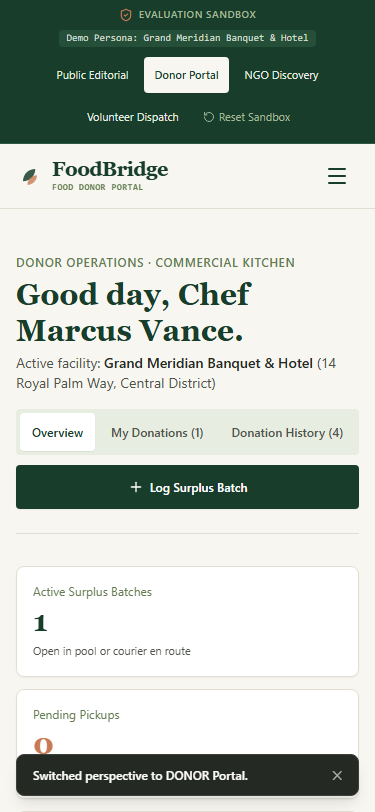 EVALUATION SANDBOX
Demo Persona: Grand Meridian Banquet & Hotel
Public Editorial
Donor Portal
NGO Discovery
Volunteer Dispatch
Reset Sandbox
FoodBridge
FOOD DONOR PORTAL
DONOR OPERATIONS · COMMERCIAL KITCHEN
Good day, Chef
Marcus Vance.
Active facility: Grand Meridian Banquet & Hotel (14
Royal Palm Way, Central District)
Overview
My Donations (1)
Donation History (4)
+ Log Surplus Batch
Active Surplus Batches
1
Open in pool or courier en route
Pending Pickups
0
Switched perspective to DONOR Portal.